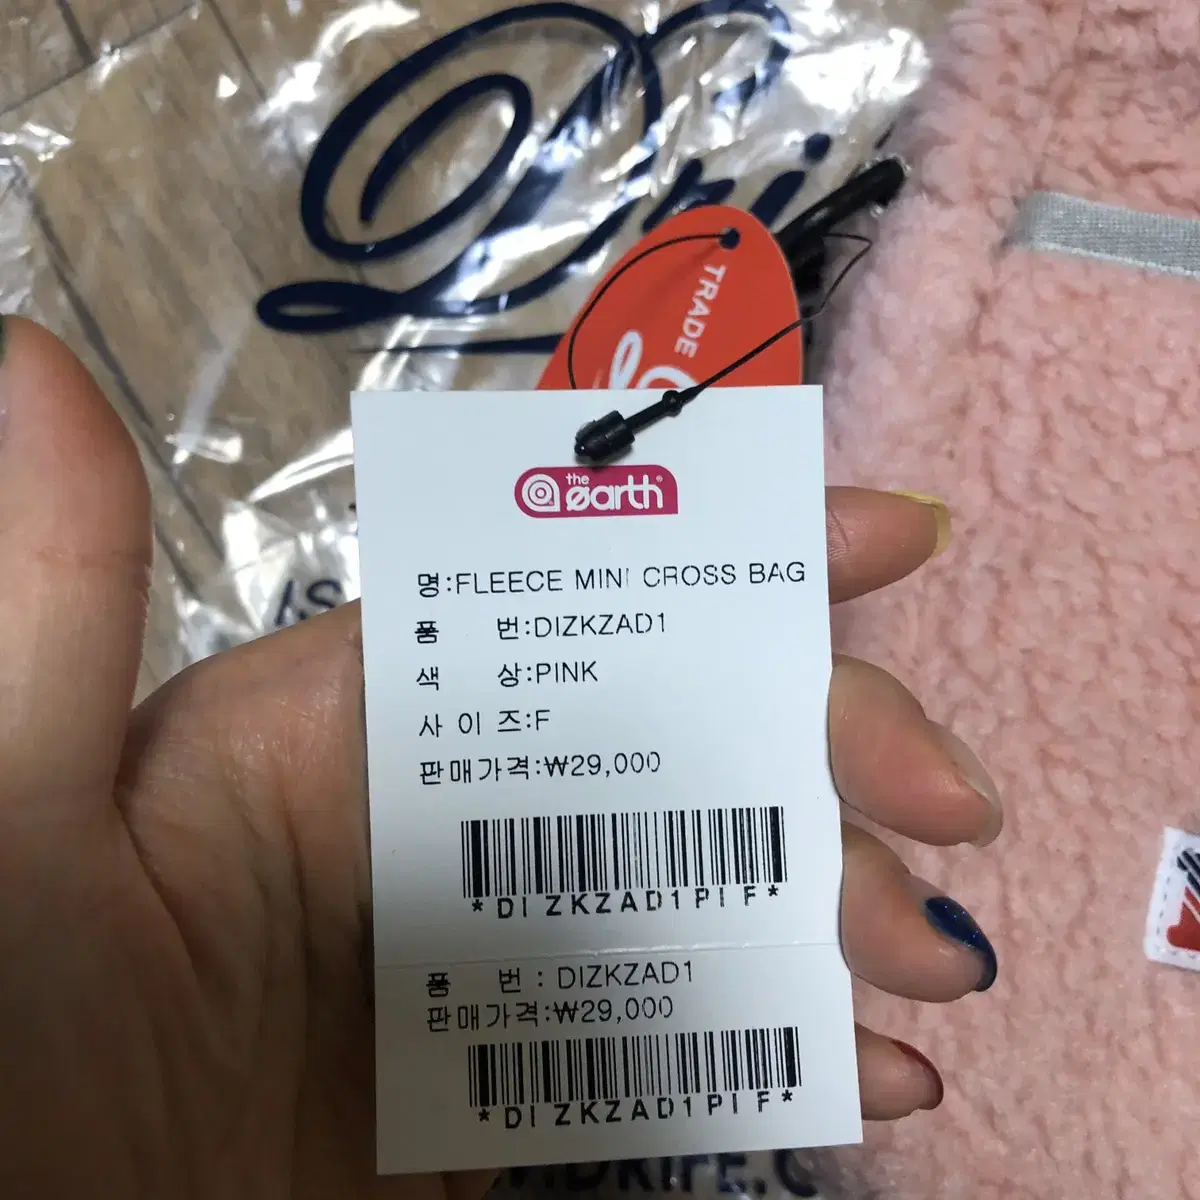 TRADE
the
earth
명:FLEECE MINI CROSS BAG
품 번:DIZKZAD1
색 상:PINK
사 이 즈:F
판매가격:₩29,000
*DIZKZAD1PIF*
품 번 : DIZKZAD1
판매가격:₩29,000
*DIZKZAD1PIF*